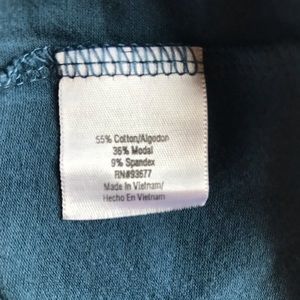 55% Cotton/Algodon
36% Modal
9% Spandex
RN#93677
Made In Vietnam/
Hecho En Vietnam